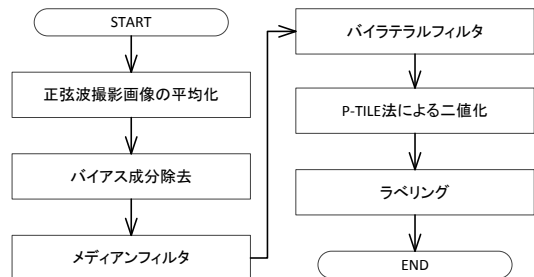 START
正弦波撮影画像の平均化
バイアス成分除去
メディアンフィルタ
バイラテラルフィルタ
P-TILE法による二値化
ラベリング
END